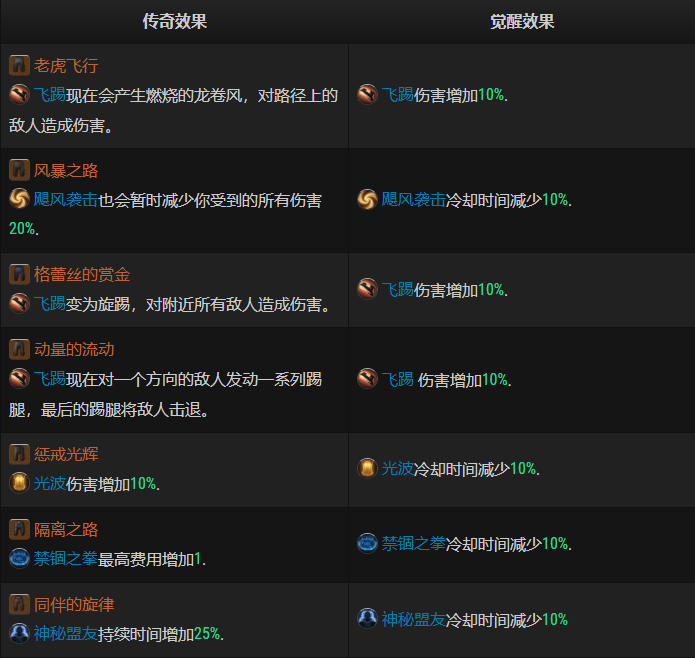 传奇效果 觉醒效果
老虎飞行
飞踢现在会产生燃烧的龙卷风，对路径上的
敌人造成伤害。
飞踢伤害增加10%.
风暴之路
飓风袭击也会暂时减少你受到的所有伤害
20%.
飓风袭击冷却时间减少10%.
格蕾丝的赏金
飞踢变为旋踢，对附近所有敌人造成伤害。
飞踢伤害增加10%.
动量的流动
飞踢现在对一个方向的敌人发动一系列踢
腿，最后的踢腿将敌人击退。
飞踢 伤害增加10%.
惩戒光辉
光波伤害增加10%.
光波冷却时间减少10%.
隔离之路
禁锢之拳最高费用增加1.
禁锢之拳冷却时间减少10%.
同伴的旋律
神秘盟友持续时间增加25%.
神秘盟友冷却时间减少10%